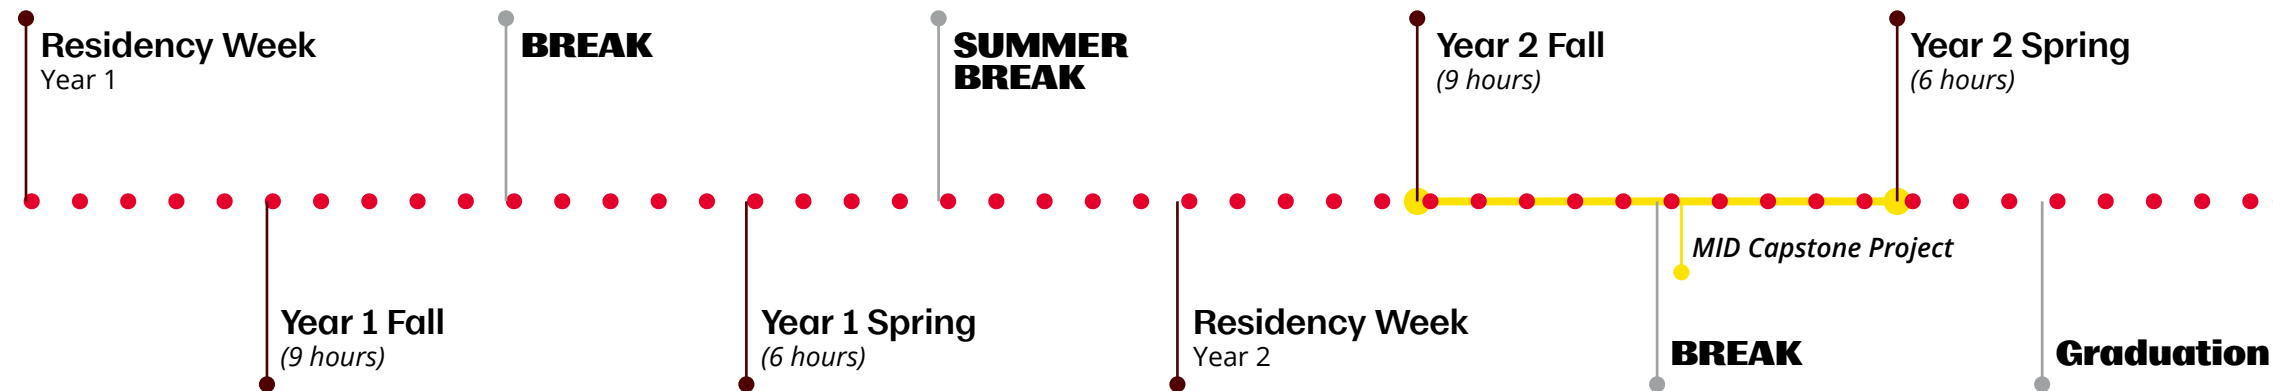 Residency Week
Year 1
BREAK
SUMMER
BREAK
Year 2 Fall
(9 hours)
Year 2 Spring
(6 hours)
MID Capstone Project
Year 1 Fall
(9 hours)
Year 1 Spring
(6 hours)
Residency Week
Year 2
BREAK
Graduation